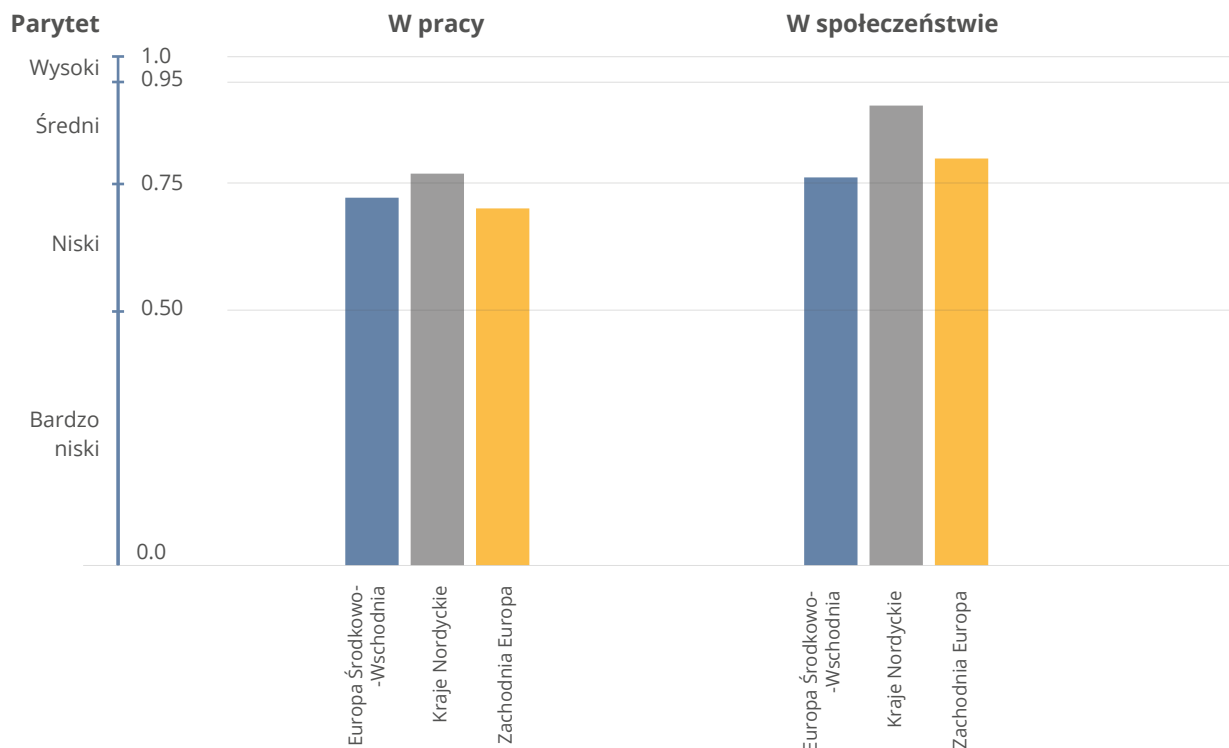 Parytet
W pracy
W społeczeństwie
Wysoki
Średni
Niski
Bardzo
niski
1.0
0.95
0.75
0.50
0.0
Europa Środkowo-
-Wschodnia
Kraje Nordyckie
Zachodnia Europa
Europa Środkowo-
-Wschodnia
Kraje Nordyckie
Zachodnia Europa